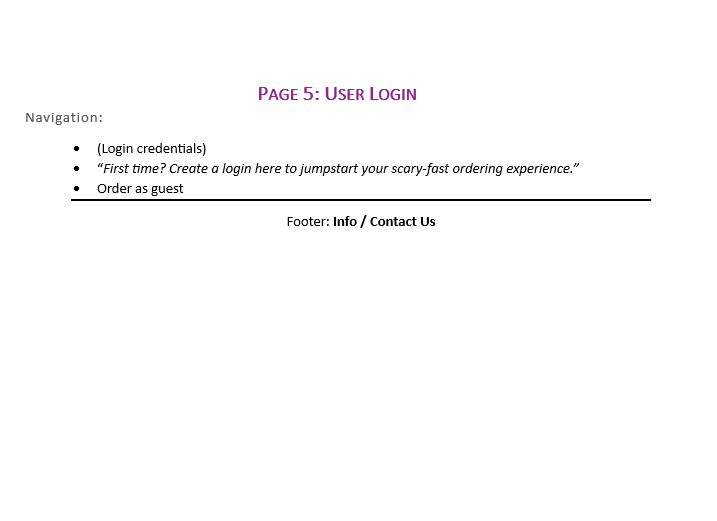 PAGE 5: USER LOGIN
Navigation:
• (Login credentials)
• “First time? Create a login here to jumpstart your scary-fast ordering experience.”
• Order as guest
Footer: Info / Contact Us